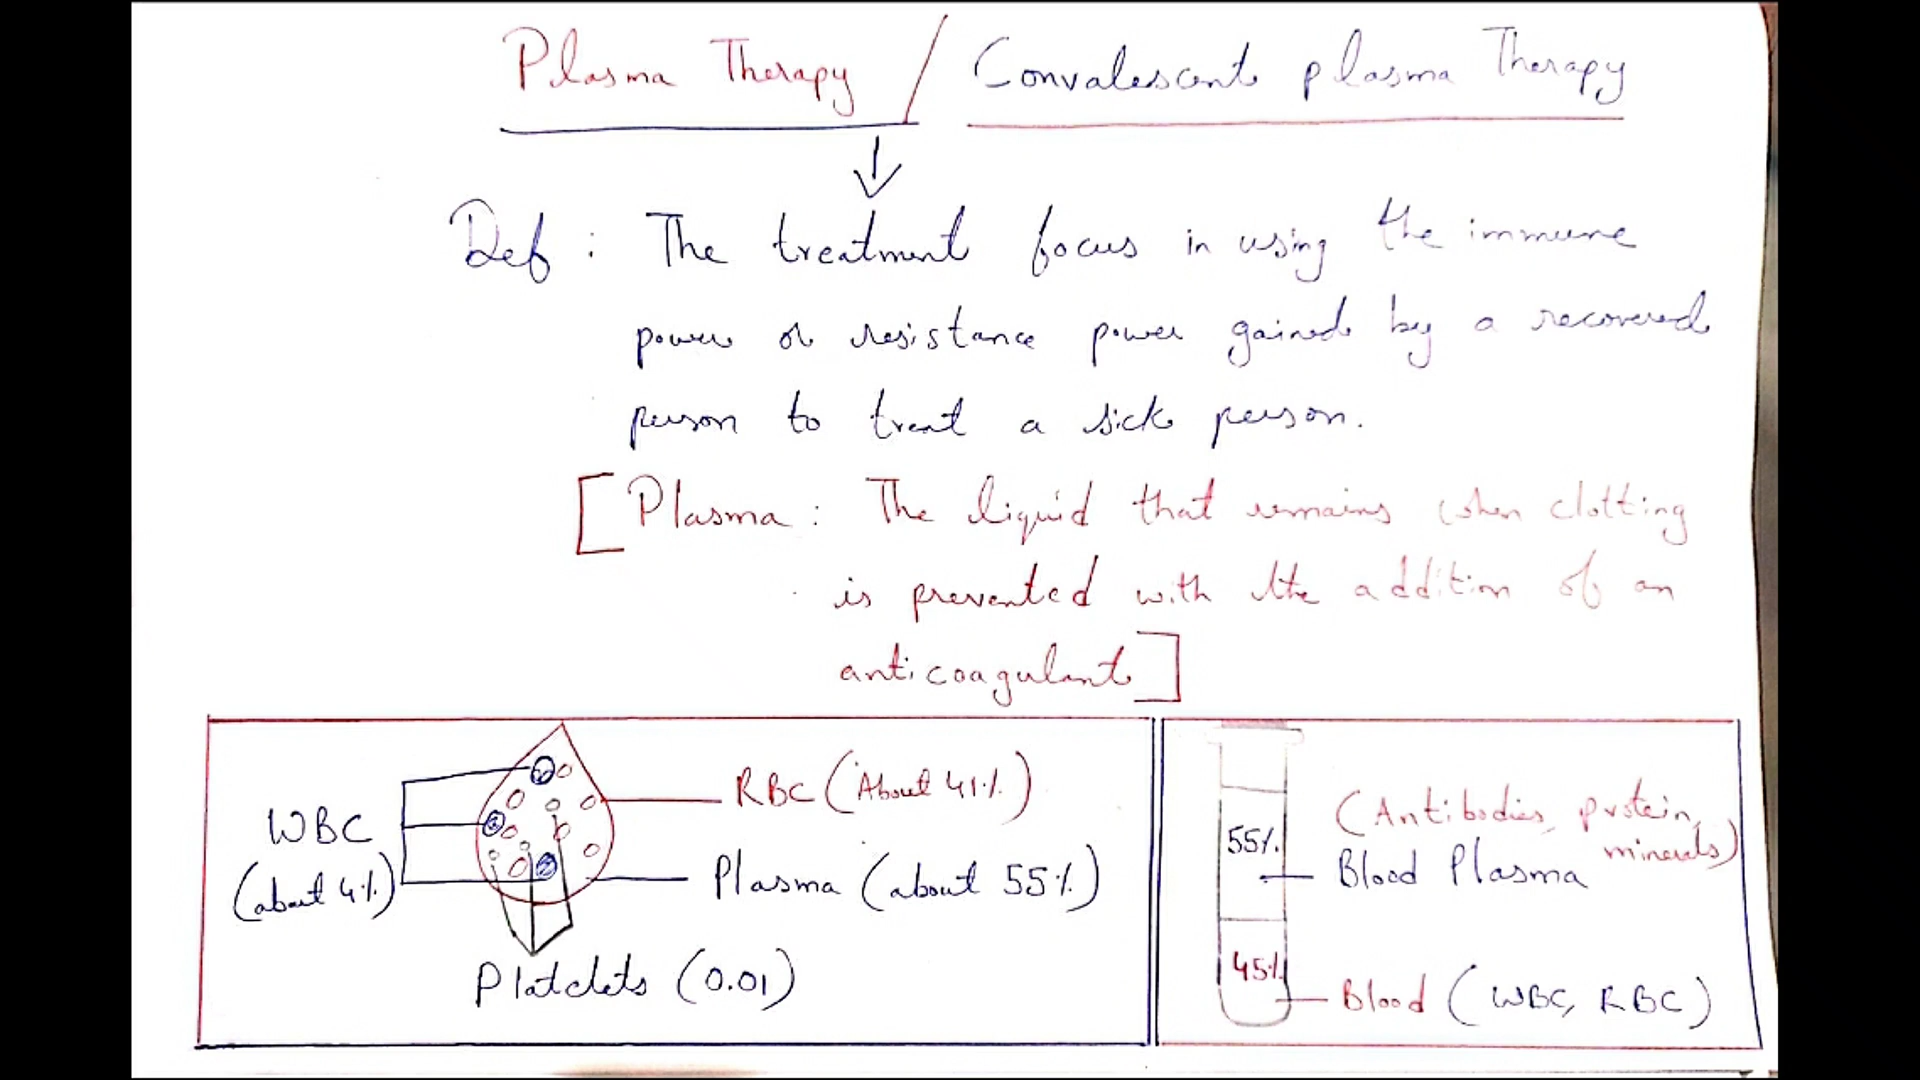 Plasma Therapy / Convalescent plasma Therapy
Def : The treatment focus in using the immune
power or resistance power gained by a recovered
person to treat a sick person.
[Plasma : The liquid that remains when clotting
is prevented with the addition of an
anticoagulant]
WBC
(about 4%)
RBC (About 41%)
Plasma (about 55%)
Platelets (0.01)
55%
45%
(Antibodies, protein,
minerals)
Blood Plasma
Blood (WBC, RBC)